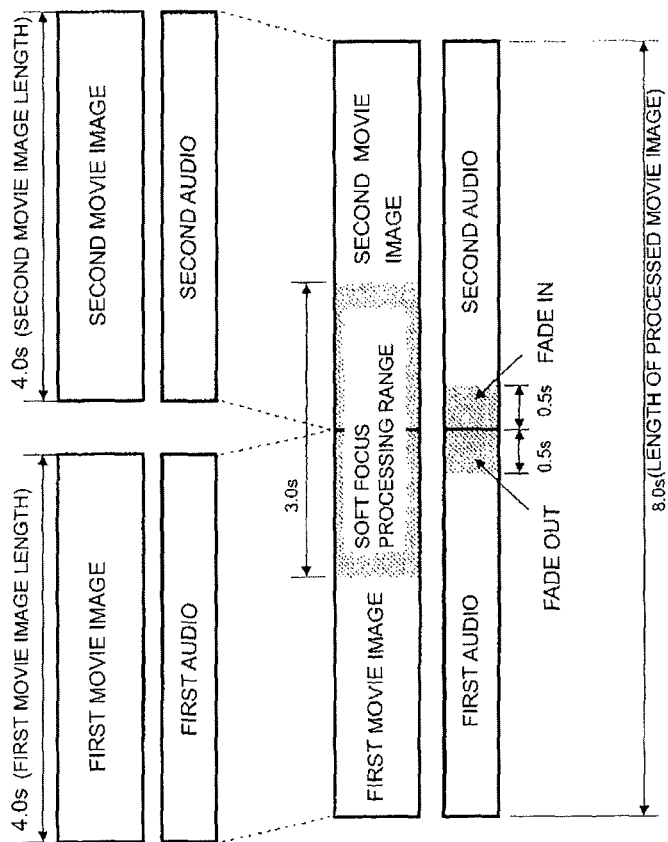 4.0s (FIRST MOVIE IMAGE LENGTH)
4.0s (SECOND MOVIE IMAGE LENGTH)
FIRST MOVIE IMAGE
SECOND MOVIE IMAGE
FIRST AUDIO
SECOND AUDIO
3.0s
FIRST MOVIE IMAGE
SOFT FOCUS
PROCESSING RANGE
SECOND MOVIE
IMAGE
FIRST AUDIO
SECOND AUDIO
0.5s
0.5s
FADE OUT
FADE IN
8.0s(LENGTH OF PROCESSED MOVIE IMAGE)